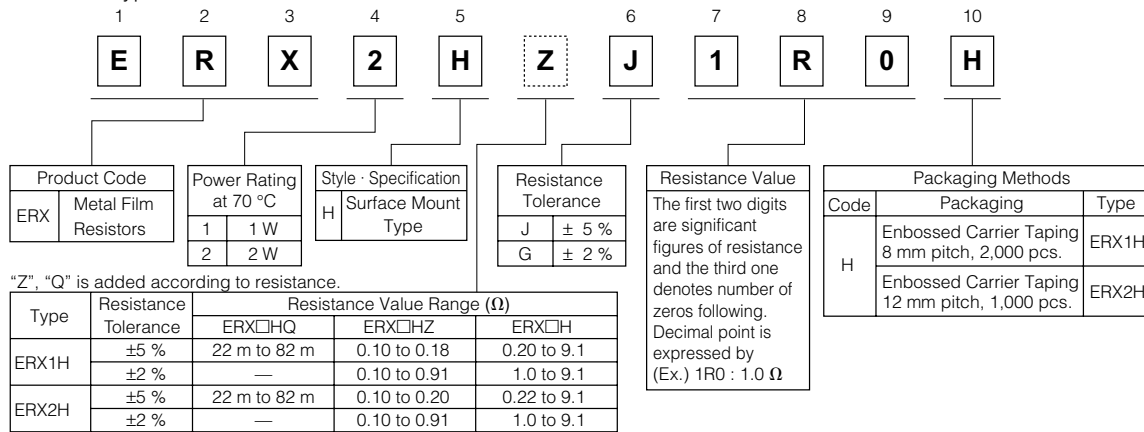 1 2 3 4 5 6 7 8 9 10
E R X 2 H Z J 1 R 0 H
Product Code
ERX Metal Film Resistors
Power Rating at 70 °C
1 1 W
2 2 W
Style · Specification
H Surface Mount Type
Resistance Tolerance
J ± 5 %
G ± 2 %
Resistance Value
The first two digits
are significant
figures of resistance
and the third one
denotes number of
zeros following.
Decimal point is
expressed by
(Ex.) 1R0 : 1.0 Ω
Packaging Methods
Code Packaging Type
H Enbossed Carrier Taping ERX1H
8 mm pitch, 2,000 pcs.
Enbossed Carrier Taping ERX2H
12 mm pitch, 1,000 pcs.
“Z”, “Q” is added according to resistance.
Type Resistance Tolerance Resistance Value Range (Ω)
ERX□HQ ERX□HZ ERX□H
ERX1H ±5 % 22 m to 82 m 0.10 to 0.18 0.20 to 9.1
±2 % — 0.10 to 0.91 1.0 to 9.1
ERX2H ±5 % 22 m to 82 m 0.10 to 0.20 0.22 to 9.1
±2 % — 0.10 to 0.91 1.0 to 9.1